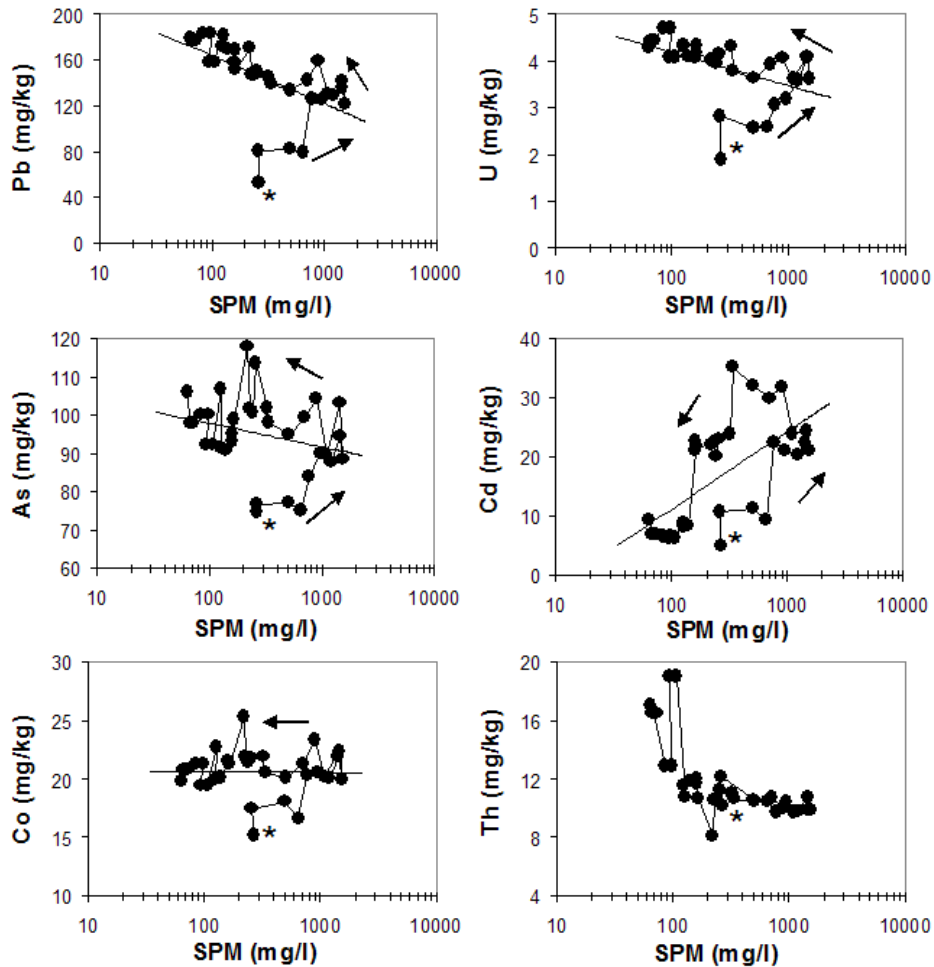 200
160
120
80
40
0
Pb (mg/kg)
*
10 100 1000 10000
SPM (mg/l)
5
4
3
2
1
0
U (mg/kg)
*
10 100 1000 10000
SPM (mg/l)
120
110
100
90
80
70
60
As (mg/kg)
*
10 100 1000 10000
SPM (mg/l)
40
30
20
10
0
Cd (mg/kg)
*
10 100 1000 10000
SPM (mg/l)
30
25
20
15
10
Co (mg/kg)
*
10 100 1000 10000
SPM (mg/l)
20
16
12
8
4
Th (mg/kg)
*
10 100 1000 10000
SPM (mg/l)